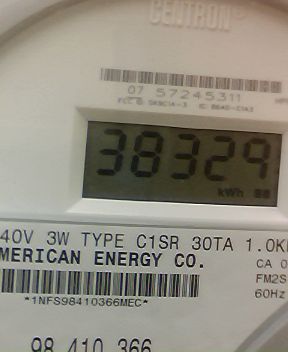 CENTRON®
07 57245311
38329
kWh
40V 3W TYPE C1SR 30TA 1.0K
MERICAN ENERGY CO.
CA 0
FM2S
60Hz
*1NFS98410366MEC*
98 410 366